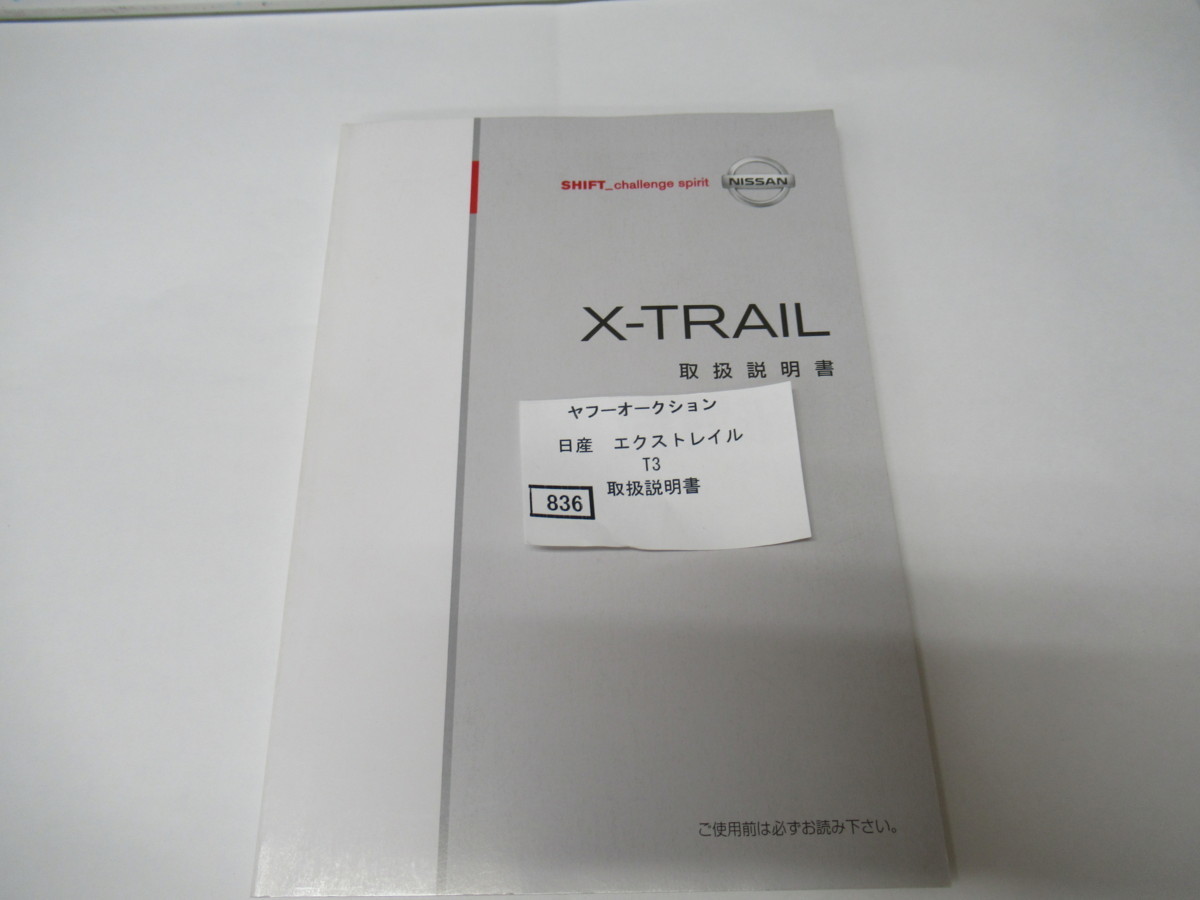 SHIFT_challenge spirit NISSAN
X-TRAIL
取扱説明書
ヤフーオークション
日産 エクストレイル
T3
取扱説明書
836
ご使用前は必ずお読み下さい。